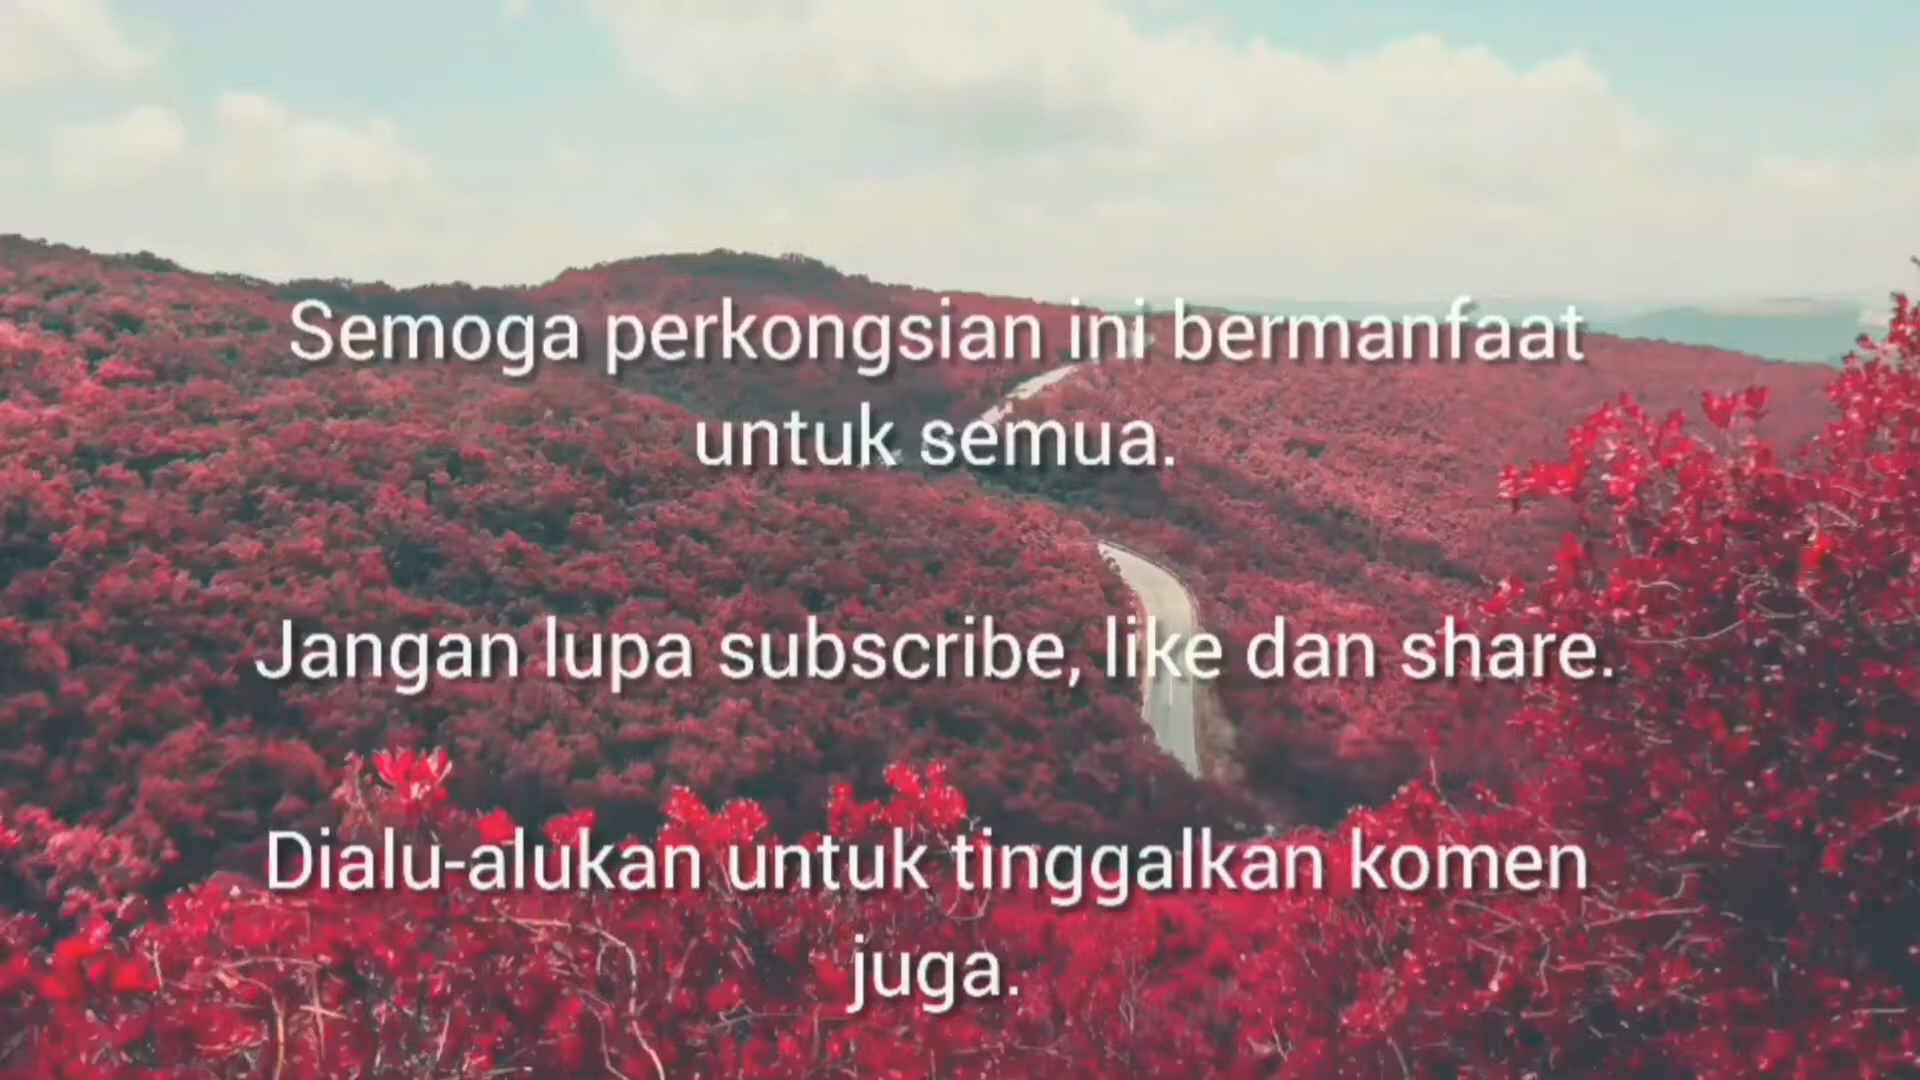 Semoga perkongsian ini bermanfaat
untuk semua.
Jangan lupa subscribe, like dan share.
Dialu-alukan untuk tinggalkan komen
juga.